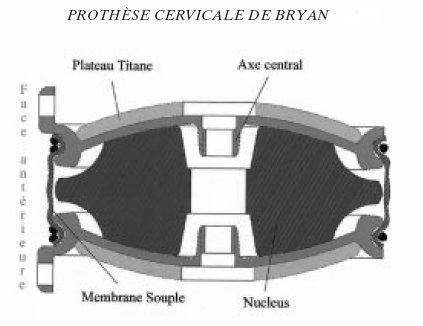 PROTHÈSE CERVICALE DE BRYAN
Plateau Titane
Axe central
Face antérieure
Membrane Souple
Nucleus